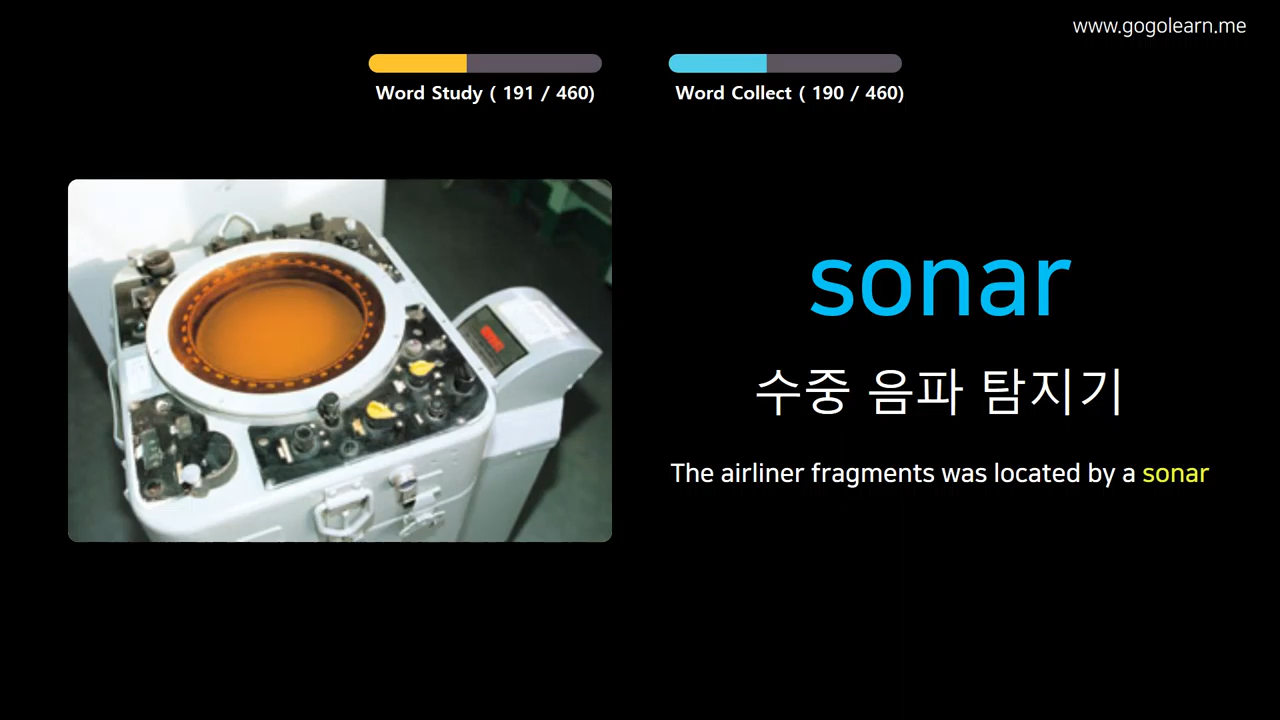 www.gogolearn.me
Word Study ( 191 / 460)
Word Collect ( 190 / 460)
sonar
수중 음파 탐지기
The airliner fragments was located by a sonar